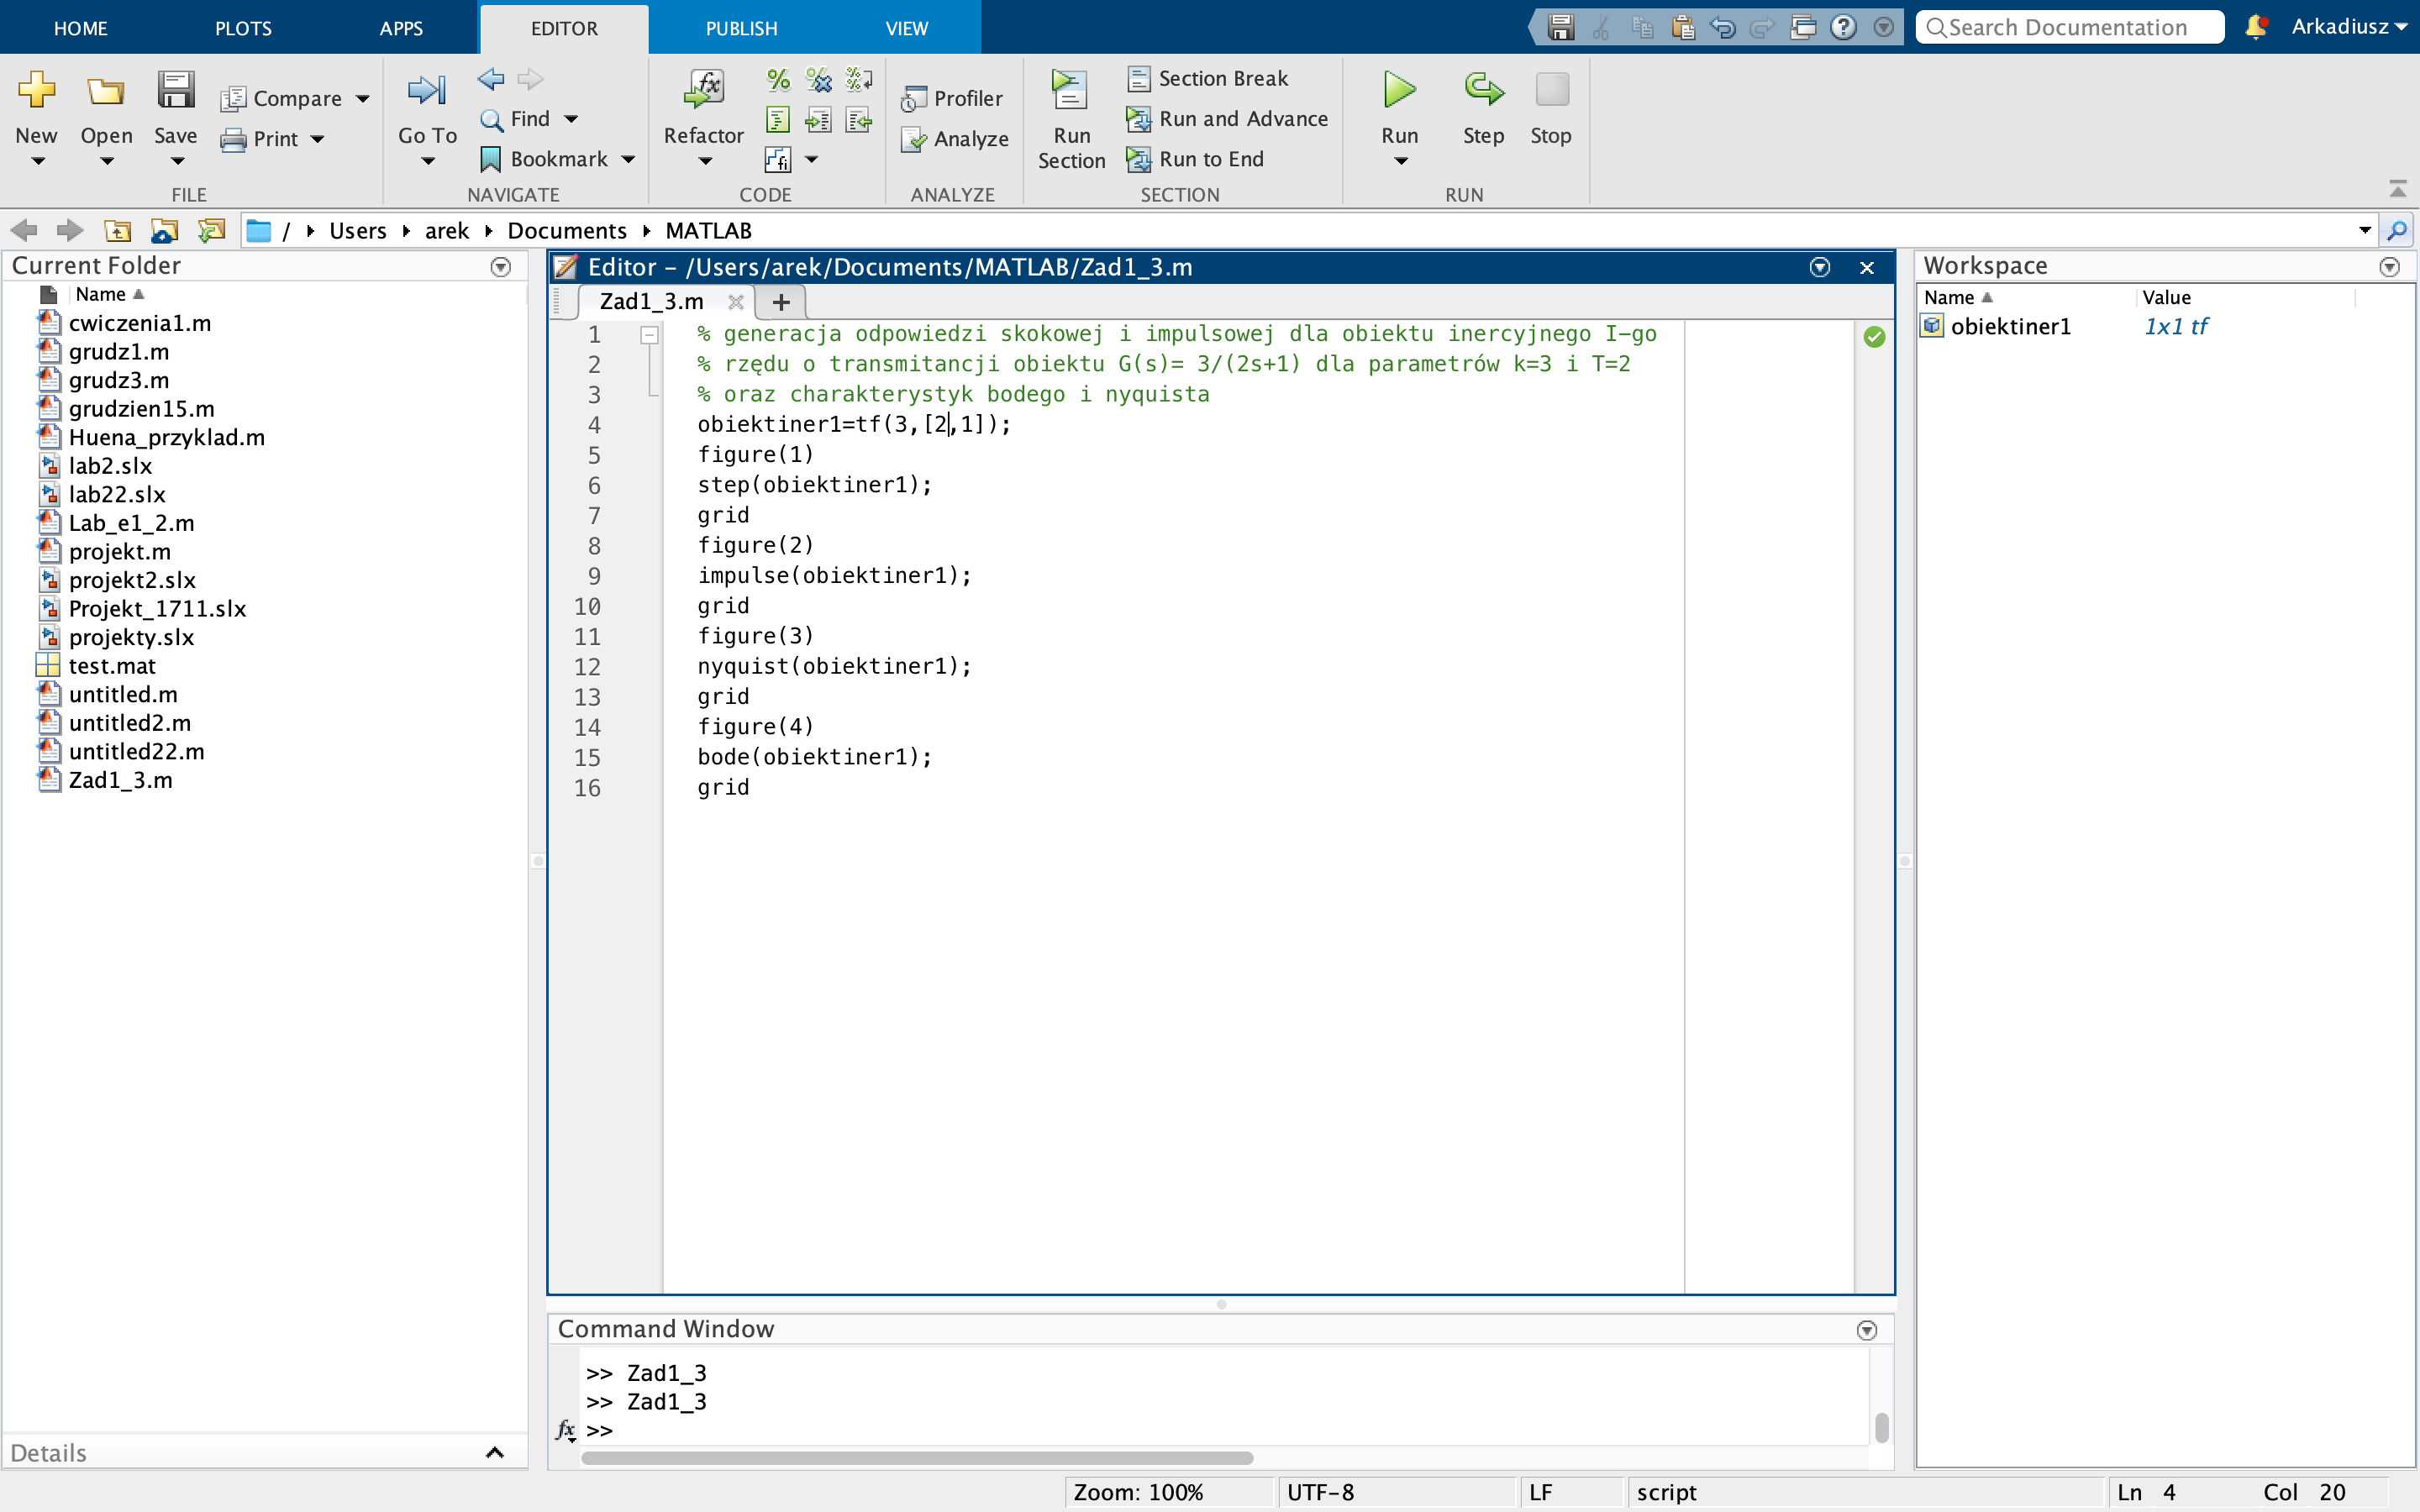 HOME PLOTS APPS EDITOR PUBLISH VIEW Search Documentation Arkadiusz
New Open Save Compare Print
FILE
Go To Find Bookmark
NAVIGATE
Refactor
CODE
Profiler
Analyze
ANALYZE
Run Section
Section Break
Run and Advance
Run to End
SECTION
Run Step Stop
RUN
/ Users arek Documents MATLAB
Current Folder
Name
cwiczenia1.m
grudz1.m
grudz3.m
grudzien15.m
Huena_przyklad.m
lab2.slx
lab22.slx
Lab_e1_2.m
projekt.m
projekt2.slx
Projekt_1711.slx
projekty.slx
test.mat
untitled.m
untitled2.m
untitled22.m
Zad1_3.m
Details
Editor – /Users/arek/Documents/MATLAB/Zad1_3.m
Zad1_3.m
1 % generacja odpowiedzi skokowej i impulsowej dla obiektu inercyjnego I-go
2 % rzędu o transmitancji obiektu G(s)= 3/(2s+1) dla parametrów k=3 i T=2
3 % oraz charakterystyk bodego i nyquista
4 obiektiner1=tf(3,[2,1]);
5 figure(1)
6 step(obiektiner1);
7 grid
8 figure(2)
9 impulse(obiektiner1);
10 grid
11 figure(3)
12 nyquist(obiektiner1);
13 grid
14 figure(4)
15 bode(obiektiner1);
16 grid
Command Window
>> Zad1_3
>> Zad1_3
fx >>
Workspace
Name Value
obiektiner1 1x1 tf
Zoom: 100% UTF-8 LF script Ln 4 Col 20